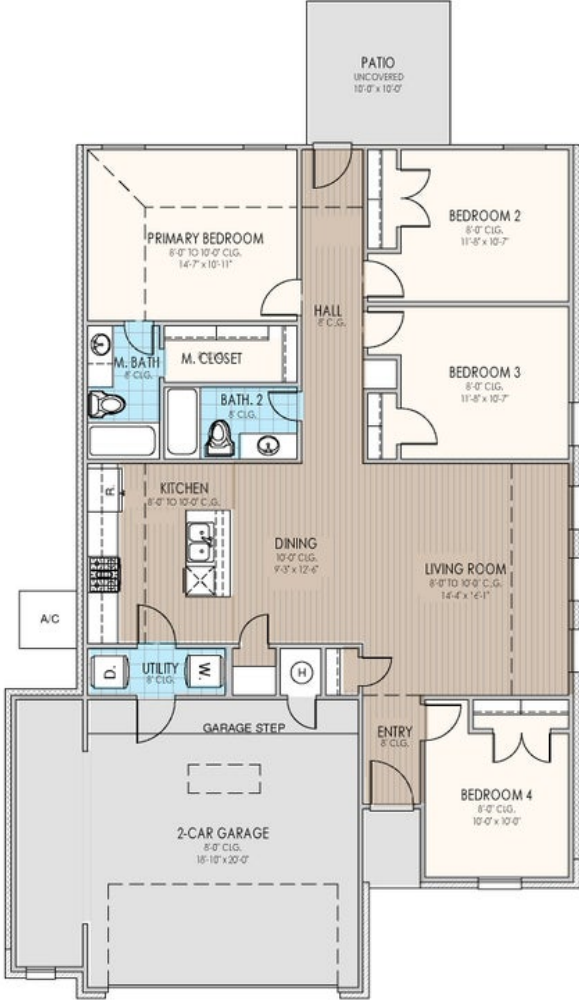 PATIO
UNCOVERED
10'-0" x 10'-0"
PRIMARY BEDROOM
8'-0" TO 10'-0" CLG.
14'-7" x 10'-11"
BEDROOM 2
8'-0" CLG.
11'-8" x 10'-7"
HALL
8' CLG.
M. BATH
8' CLG.
M. CLOSET
BATH. 2
8' CLG.
BEDROOM 3
8'-0" CLG.
11'-8" x 10'-7"
R.
KITCHEN
8'-0" TO 10'-0" CLG.
DINING
10'-0" CLG.
9'-3" x 12'-6"
LIVING ROOM
8'-0" TO 10'-0" CLG.
14'-4" x 16'-1"
A/C
D.
UTILITY
8' CLG.
W.
H
GARAGE STEP
ENTRY
8' CLG.
BEDROOM 4
8'-0" CLG.
10'-0" x 10'-0"
2-CAR GARAGE
8'-0" CLG.
18'-10" x 20'-0"